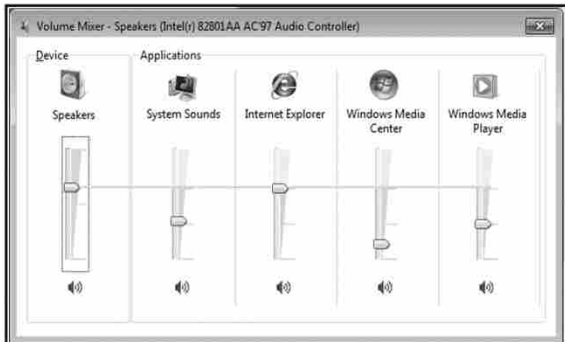 Volume Mixer - Speakers (Intel(r) 82801AA AC'97 Audio Controller)
Device
Applications
Speakers
System Sounds
Internet Explorer
Windows Media
Center
Windows Media
Player